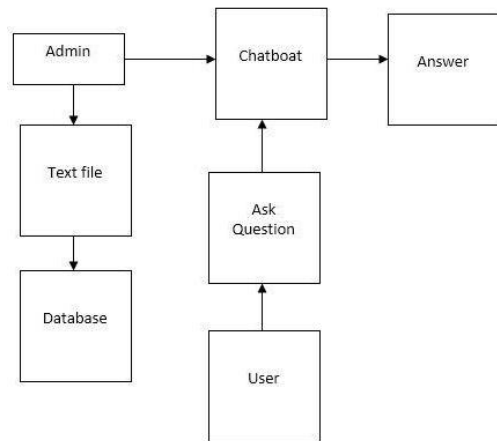 Admin
Chatboat
Answer
Text file
Ask
Question
Database
User